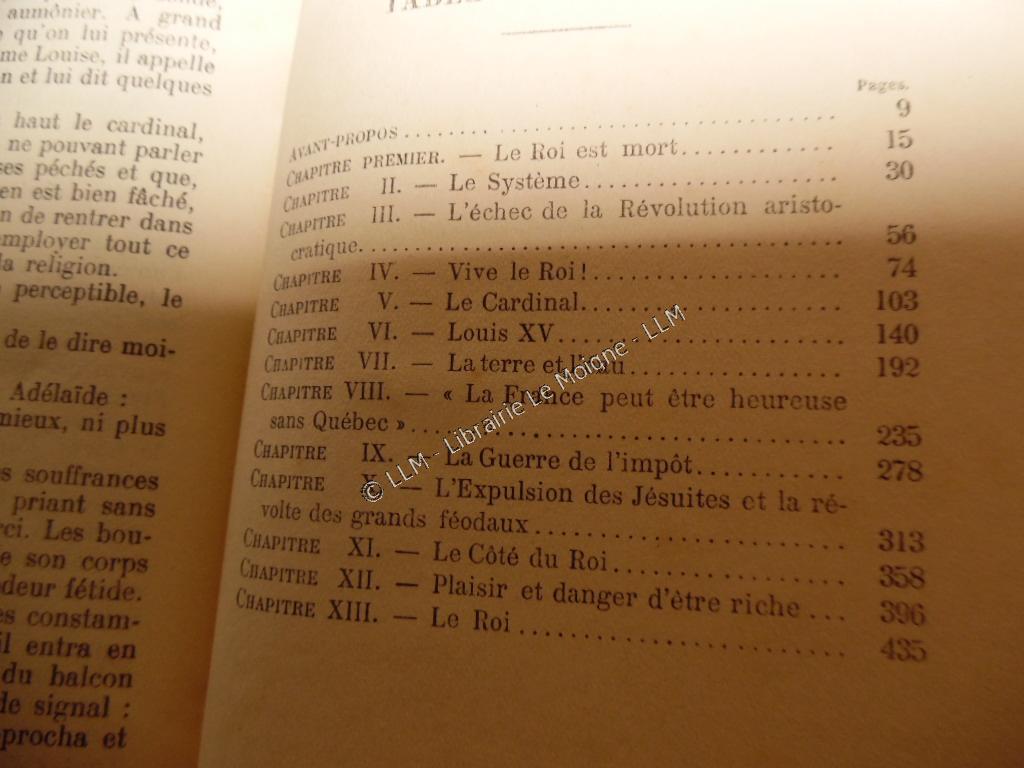 aumônier. A grand
qu'on lui présente,
me Louise, il appelle
n et lui dit quelques
haut le cardinal,
ne pouvant parler
ses péchés et que,
en est bien fâché,
n de rentrer dans
employer tout ce
la religion.
perceptible, le
de le dire moi-
Adélaïde :
mieux, ni plus
souffrances
priant sans
rci. Les bou-
e son corps
odeur fétide.
es constam-
il entra en
du balcon
de signal :
procha et
Pages.
AVANT-PROPOS 9
CHAPITRE PREMIER. — Le Roi est mort 15
CHAPITRE II. — Le Système 30
CHAPITRE III. — L'échec de la Révolution aristo-
cratique 56
CHAPITRE IV. — Vive le Roi! 74
CHAPITRE V. — Le Cardinal 103
CHAPITRE VI. — Louis XV 140
CHAPITRE VII. — La terre et l'eau 192
CHAPITRE VIII. — « La France peut être heureuse
sans Québec » 235
CHAPITRE IX. — La Guerre de l'impôt 278
CHAPITRE X. — L'Expulsion des Jésuites et la ré-
volte des grands féodaux 313
CHAPITRE XI. — Le Côté du Roi 358
CHAPITRE XII. — Plaisir et danger d'être riche 396
CHAPITRE XIII. — Le Roi 435
© LLM - Librairie Le Moigne - LLM